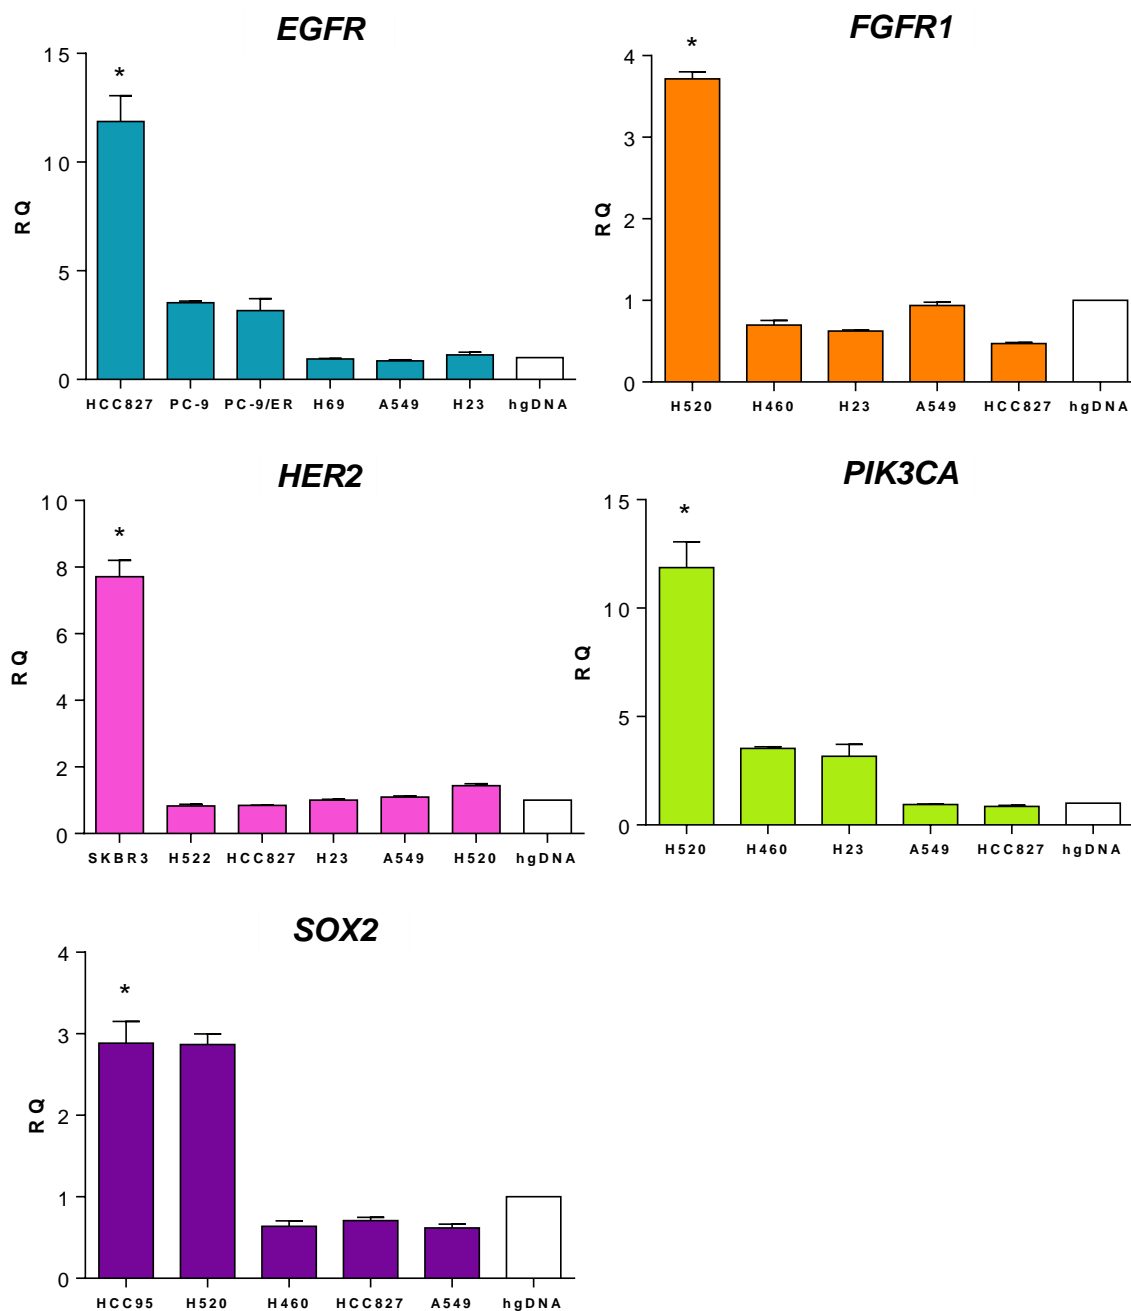 EGFR
15
10
5
0
RQ
*
HCC827 PC-9 PC-9/ER H69 A549 H23 hgDNA
FGFR1
4
3
2
1
0
RQ
*
H520 H460 H23 A549 HCC827 hgDNA
HER2
10
8
6
4
2
0
RQ
*
SKBR3 H522 HCC827 H23 A549 H520 hgDNA
PIK3CA
15
10
5
0
RQ
*
H520 H460 H23 A549 HCC827 hgDNA
SOX2
4
3
2
1
0
RQ
*
HCC95 H520 H460 HCC827 A549 hgDNA